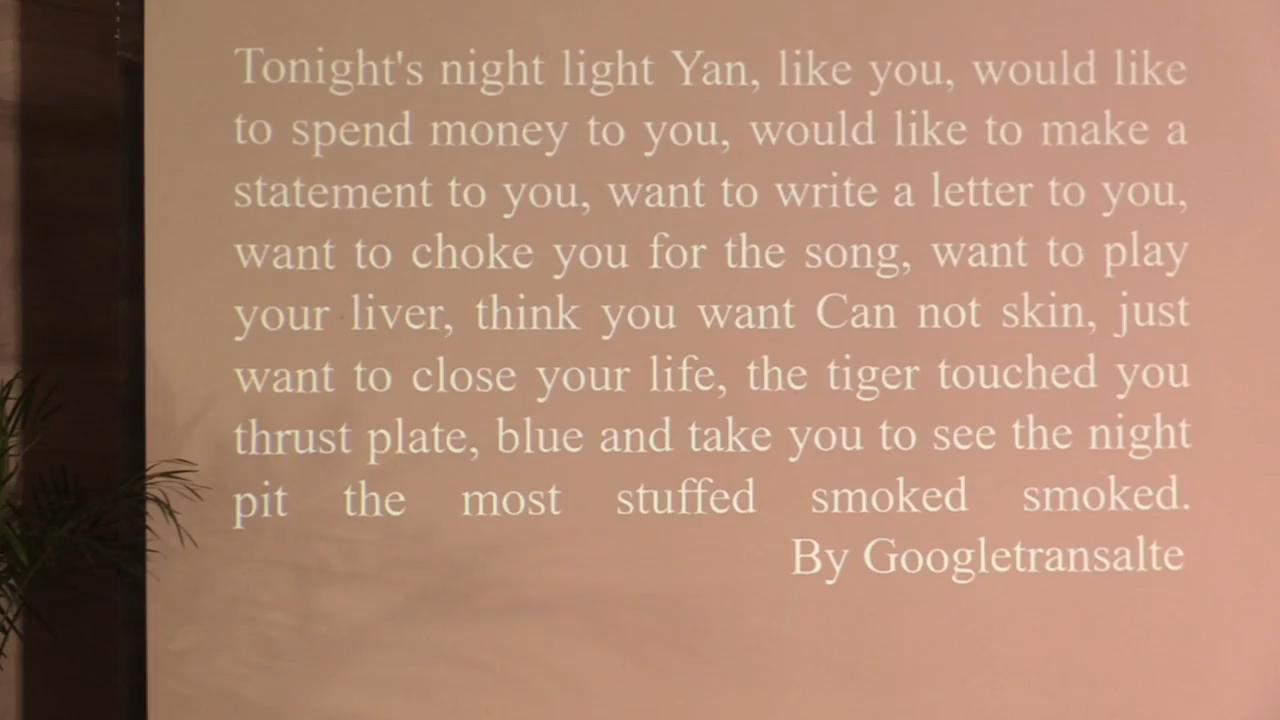 Tonight's night light Yan, like you, would like
to spend money to you, would like to make a
statement to you, want to write a letter to you,
want to choke you for the song, want to play
your liver, think you want Can not skin, just
want to close your life, the tiger touched you
thrust plate, blue and take you to see the night
pit the most stuffed smoked smoked.
By Googletransalte